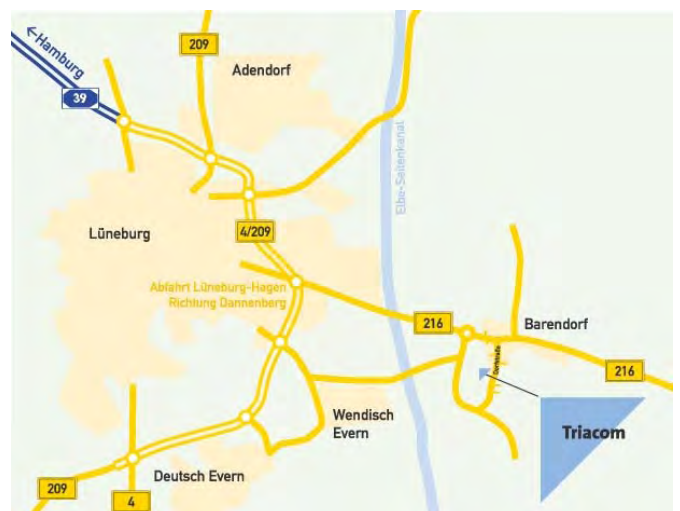 ←Hamburg
209
Adendorf
39
Elbe-Seitenkanal
Lüneburg
4/209
Abfahrt Lüneburg-Hagen
Richtung Dannenberg
216
Barendorf
216
Wendisch
Evern
Triacom
Deutsch Evern
209
4